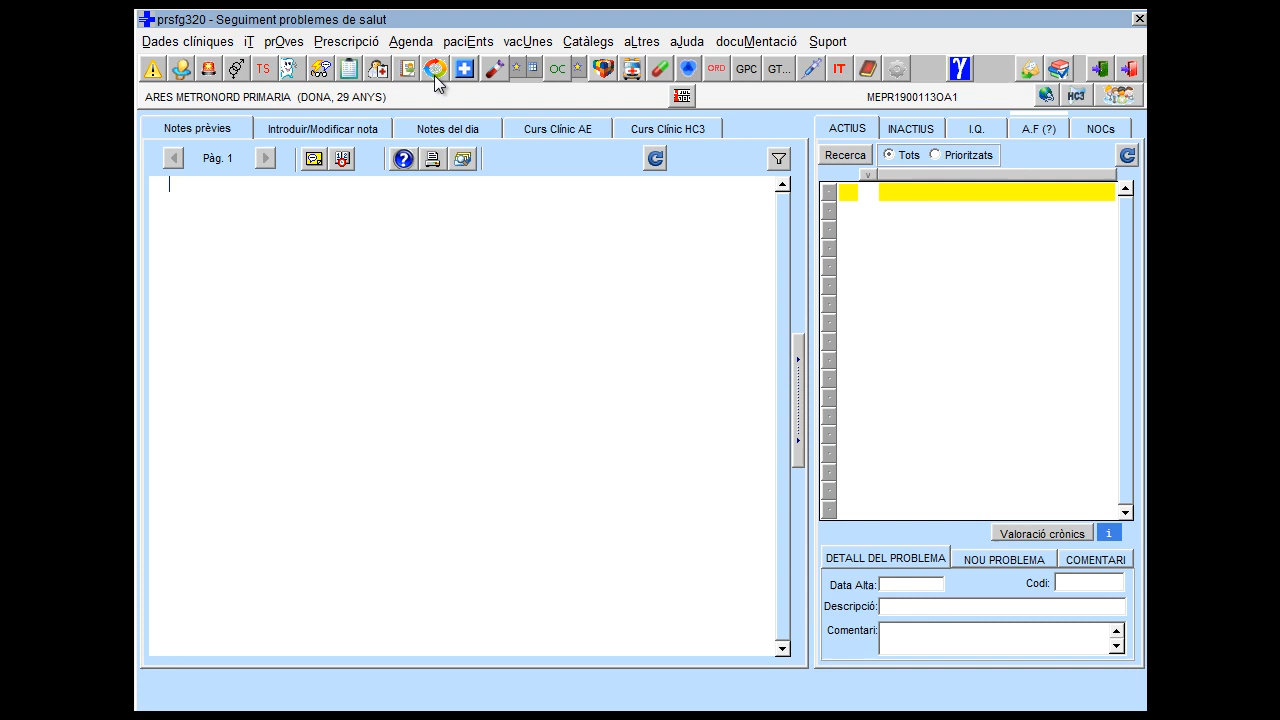 prsfg320 - Seguiment problemes de salut
Dades clíniques iT prOves Prescripció Agenda paciEnts vacUnes Catàlegs aLtres aJuda docuMentació Suport
TS OC ORD GPC GT... IT γ
ARES METRONORD PRIMARIA (DONA, 29 ANYS) MEPR1900113OA1 HC3
Notes prèvies Introduir/Modificar nota Notes del dia Curs Clínic AE Curs Clínic HC3
Pàg. 1
ACTIUS INACTIUS I.Q. A.F (?) NOCs
Recerca Tots Prioritzats
v
Valoració crònics i
DETALL DEL PROBLEMA NOU PROBLEMA COMENTARI
Data Alta: Codi:
Descripció:
Comentari: